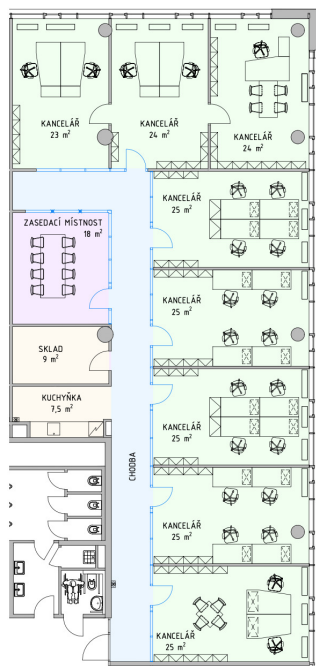 KANCELÁŘ
23 m²
KANCELÁŘ
24 m²
KANCELÁŘ
24 m²
KANCELÁŘ
25 m²
ZASEDACÍ MÍSTNOST
18 m²
KANCELÁŘ
25 m²
SKLAD
9 m²
KUCHYŇKA
7,5 m²
KANCELÁŘ
25 m²
CHODBA
KANCELÁŘ
25 m²
KANCELÁŘ
25 m²